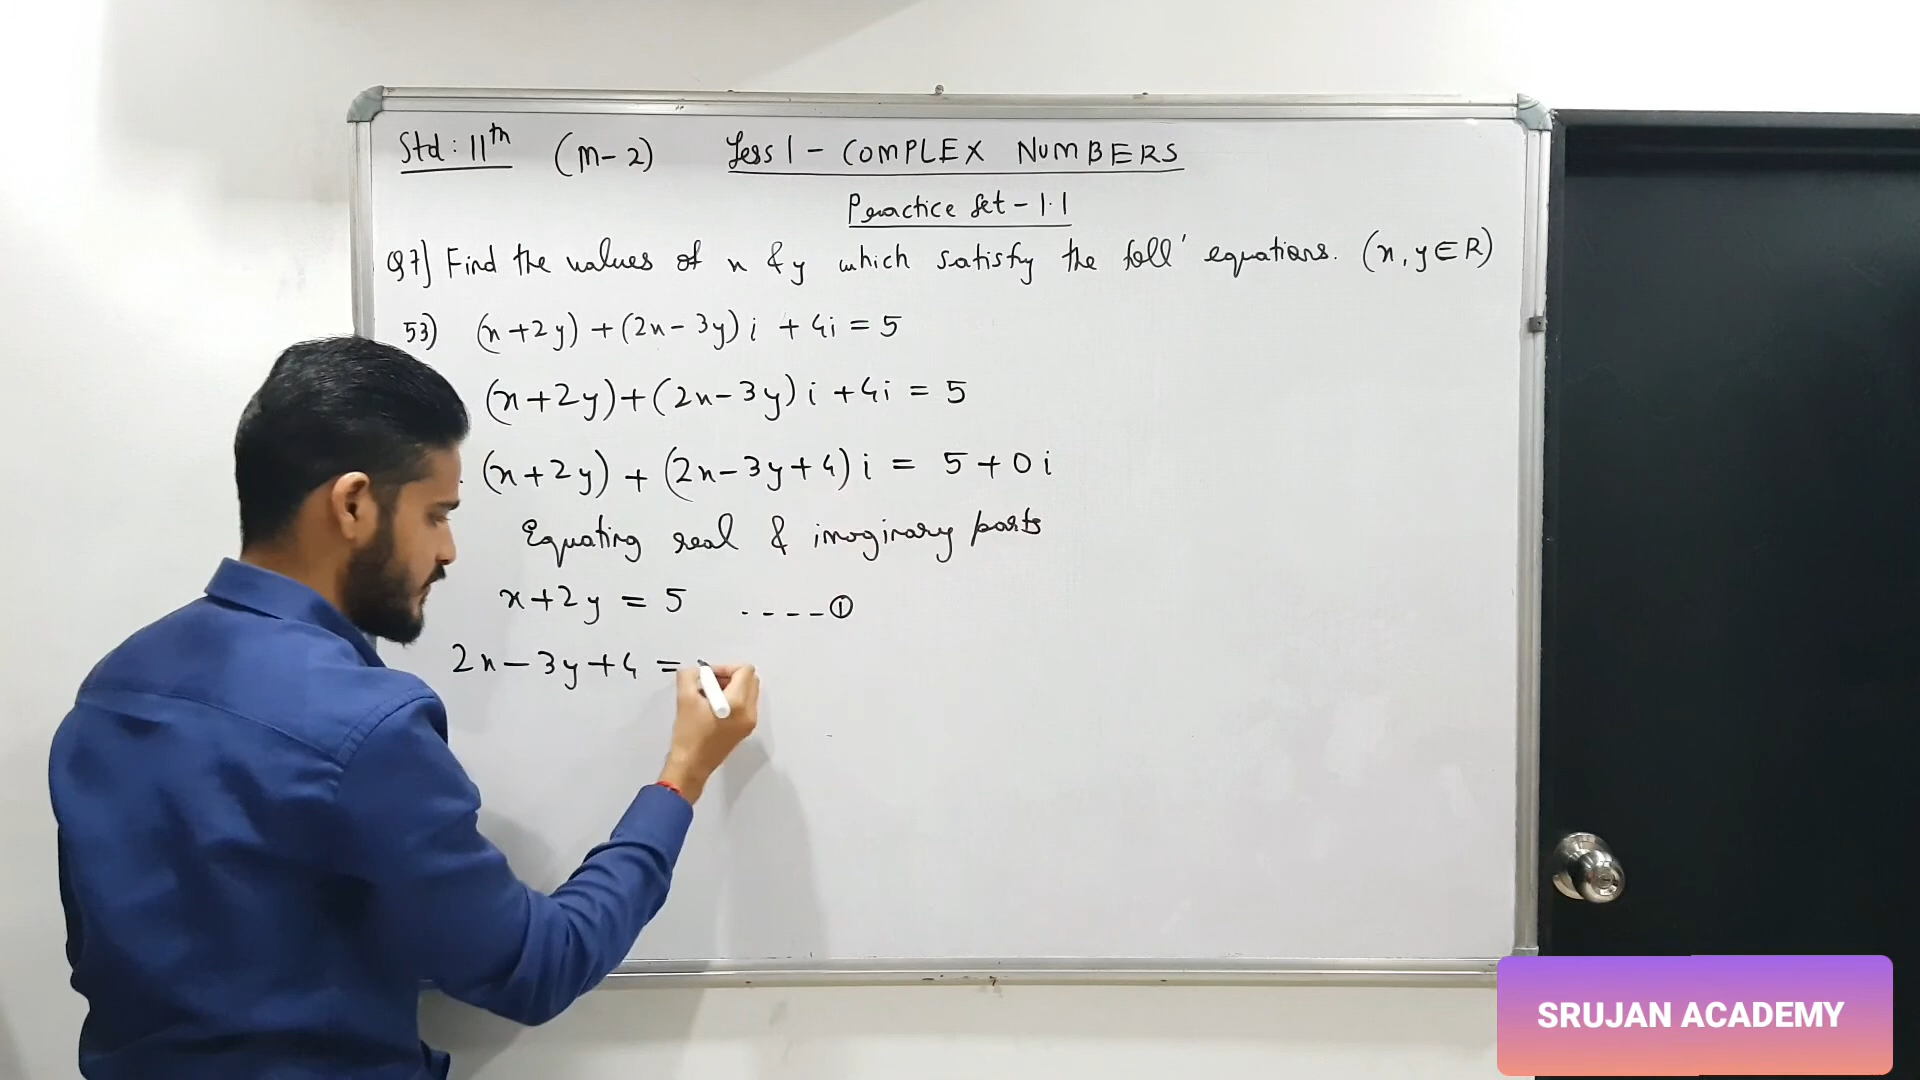 Std: 11th (M-2) Less 1 - COMPLEX NUMBERS
Practice Set - 1.1
Q7] Find the values of x & y which satisfy the foll' equations. (x, y ∈ R)
53) (x+2y) + (2x-3y) i + 4i = 5
(x+2y)+(2x-3y) i +4i = 5
(x+2y) + (2x-3y+4) i = 5+0i
Equating real & imaginary parts
x+2y = 5 ----①
2x-3y+4 =
SRUJAN ACADEMY